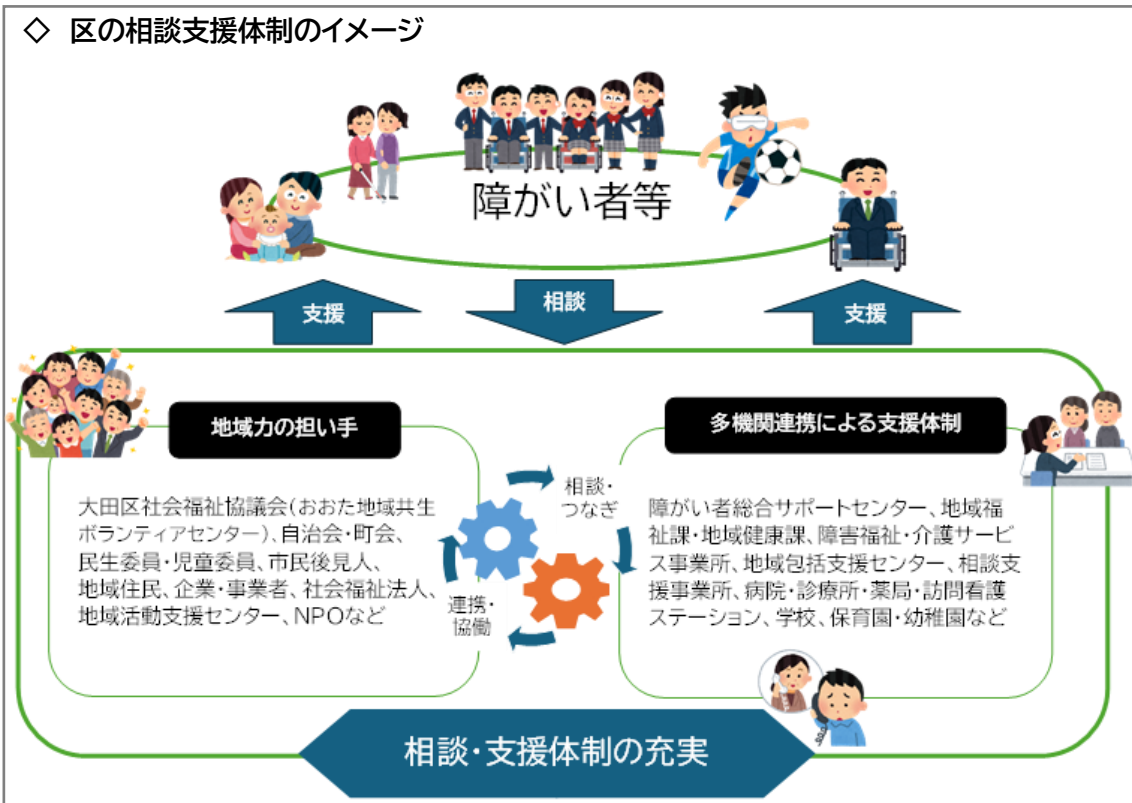 ◇ 区の相談支援体制のイメージ
障がい者等
支援
相談
支援
地域力の担い手
大田区社会福祉協議会(おおた地域共生
ボランティアセンター)、自治会・町会、
民生委員・児童委員、市民後見人、
地域住民、企業・事業者、社会福祉法人、
地域活動支援センター、NPOなど
相談・
つなぎ
連携・
協働
多機関連携による支援体制
障がい者総合サポートセンター、地域福
祉課・地域健康課、障害福祉・介護サービ
ス事業所、地域包括支援センター、相談支
援事業所、病院・診療所・薬局・訪問看護
ステーション、学校、保育園・幼稚園など
相談・支援体制の充実